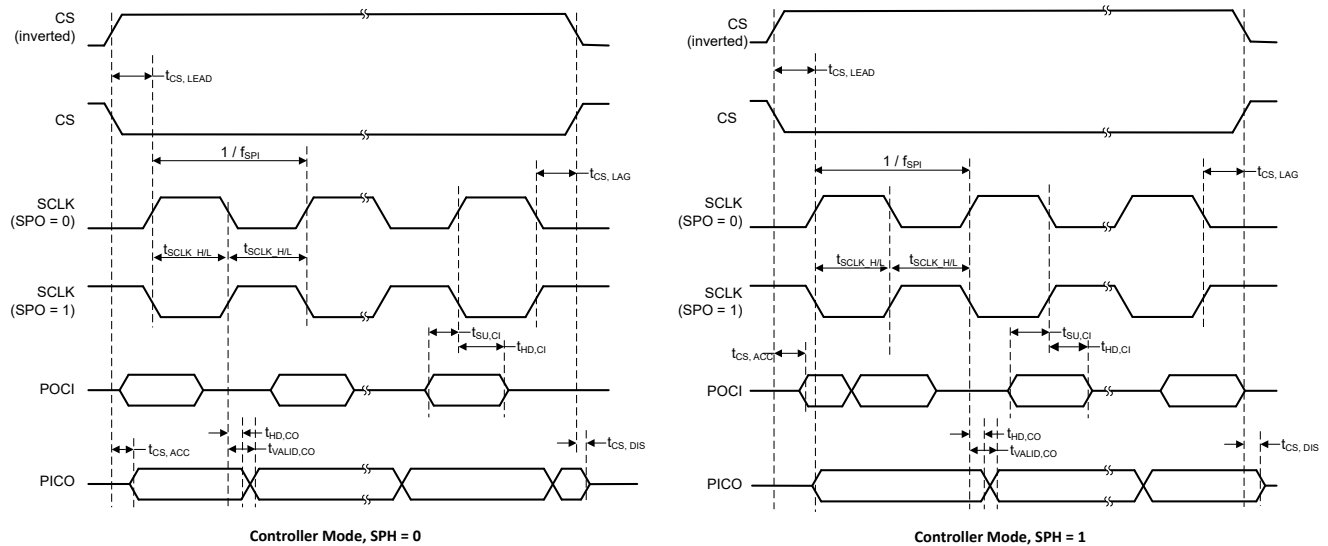 CS
(inverted)
tCS, LEAD
CS
1 / fSPI
tCS, LAG
SCLK
(SPO = 0)
tSCLK_H/L
tSCLK_H/L
SCLK
(SPO = 1)
tSU,CI
tHD,CI
POCI
tHD,CO
tCS, ACC
tVALID,CO
tCS, DIS
PICO
Controller Mode, SPH = 0
CS
(inverted)
tCS, LEAD
CS
1 / fSPI
tCS, LAG
SCLK
(SPO = 0)
tSCLK_H/L
tSCLK_H/L
SCLK
(SPO = 1)
tSU,CI
tCS, ACC
tHD,CI
POCI
tHD,CO
tVALID,CO
tCS, DIS
PICO
Controller Mode, SPH = 1